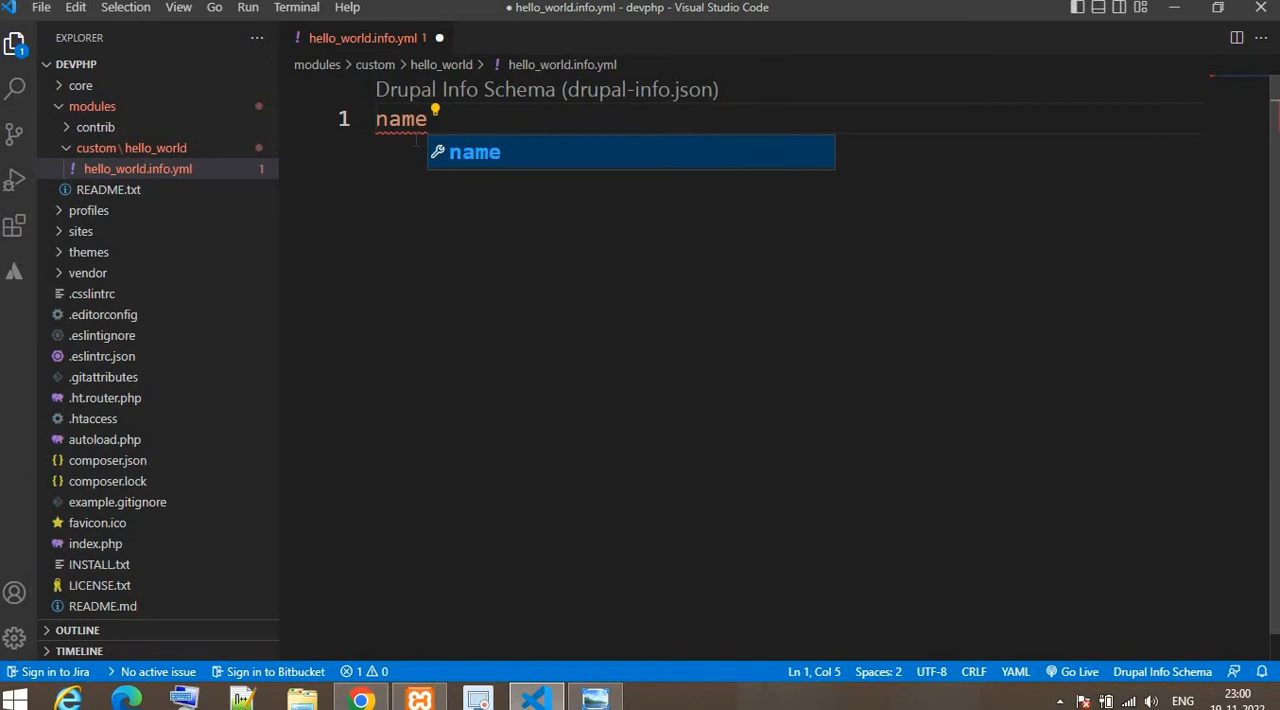 File Edit Selection View Go Run Terminal Help
● hello_world.info.yml - devphp - Visual Studio Code
EXPLORER ···
1
DEVPHP
core
modules
contrib
custom\hello_world
! hello_world.info.yml 1
README.txt
profiles
sites
themes
vendor
.csslintrc
.editorconfig
.eslintignore
.eslintrc.json
.gitattributes
.ht.router.php
.htaccess
autoload.php
composer.json
composer.lock
example.gitignore
favicon.ico
index.php
INSTALL.txt
LICENSE.txt
README.md
OUTLINE
TIMELINE
! hello_world.info.yml 1 ●
modules > custom > hello_world > ! hello_world.info.yml
Drupal Info Schema (drupal-info.json)
1 name
name
Sign in to Jira No active issue Sign in to Bitbucket 1 0 Ln 1, Col 5 Spaces: 2 UTF-8 CRLF YAML Go Live Drupal Info Schema
ENG
23:00
19-11-2022